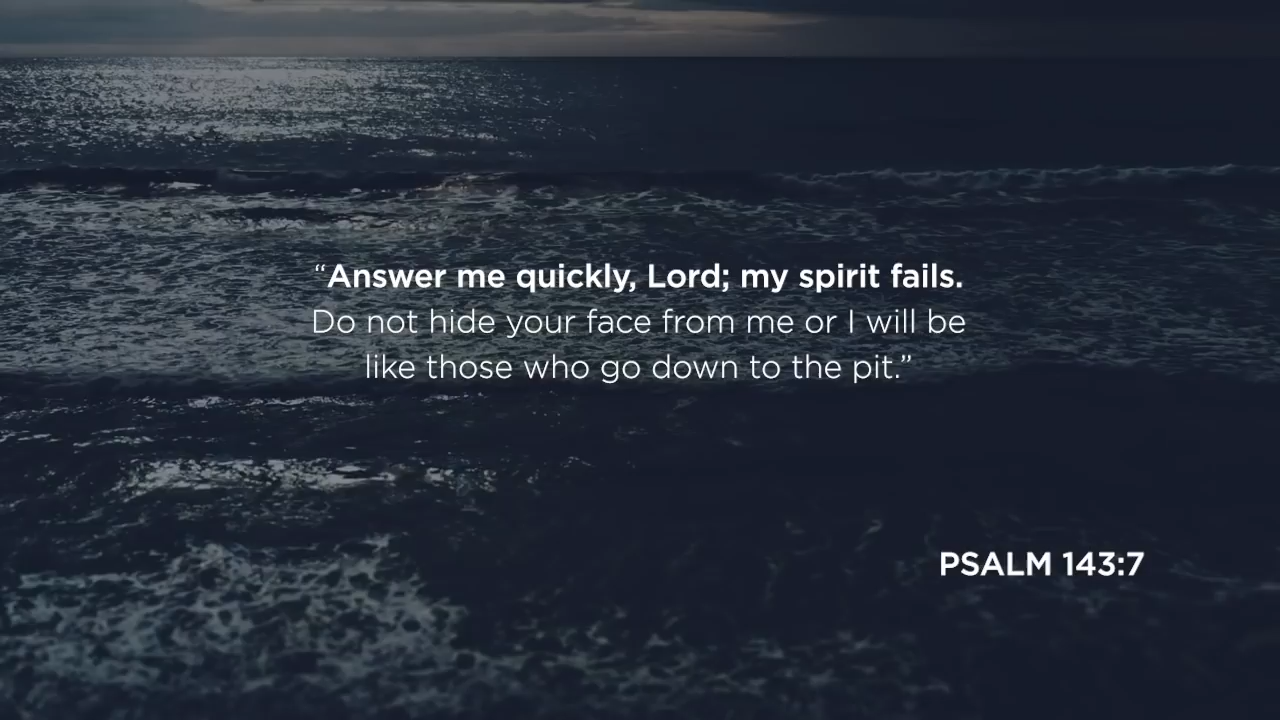 “Answer me quickly, Lord; my spirit fails.
Do not hide your face from me or I will be
like those who go down to the pit.”
PSALM 143:7